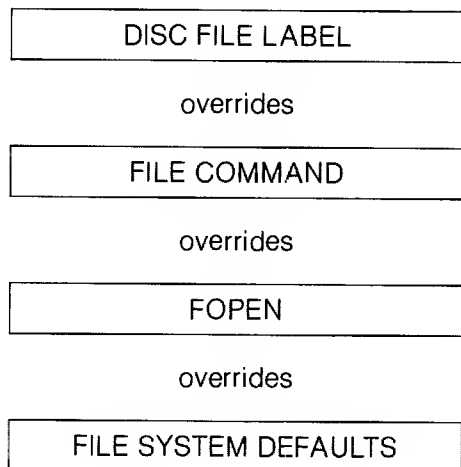 DISC FILE LABEL
overrides
FILE COMMAND
overrides
FOPEN
overrides
FILE SYSTEM DEFAULTS